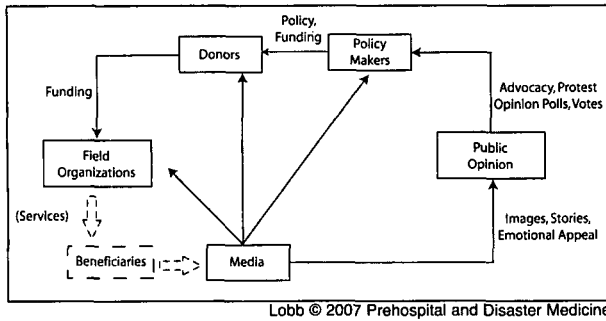 Policy,
Funding
Donors
Policy
Makers
Funding
Advocacy, Protest
Opinion Polls, Votes
Field
Organizations
Public
Opinion
(Services)
Images, Stories,
Emotional Appeal
Beneficiaries
Media
Lobb © 2007 Prehospital and Disaster Medicine